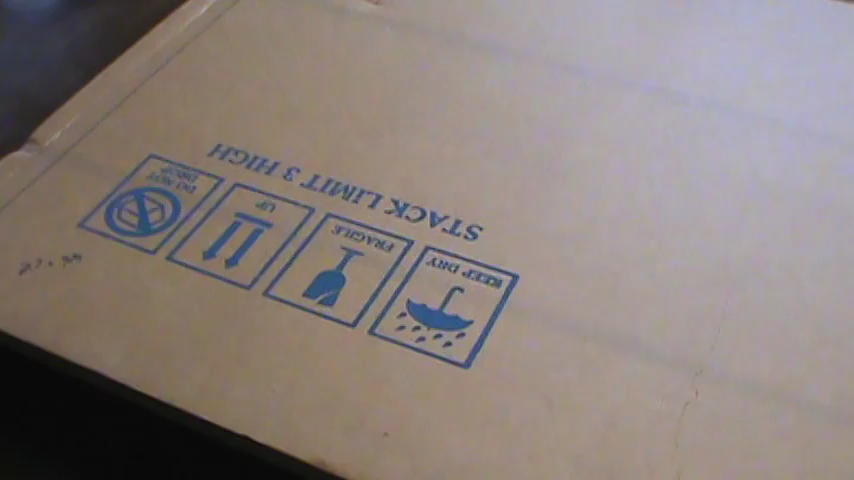 STACK LIMIT 3 HIGH
KEEP DRY
FRAGILE
UP
DO NOT
DROP